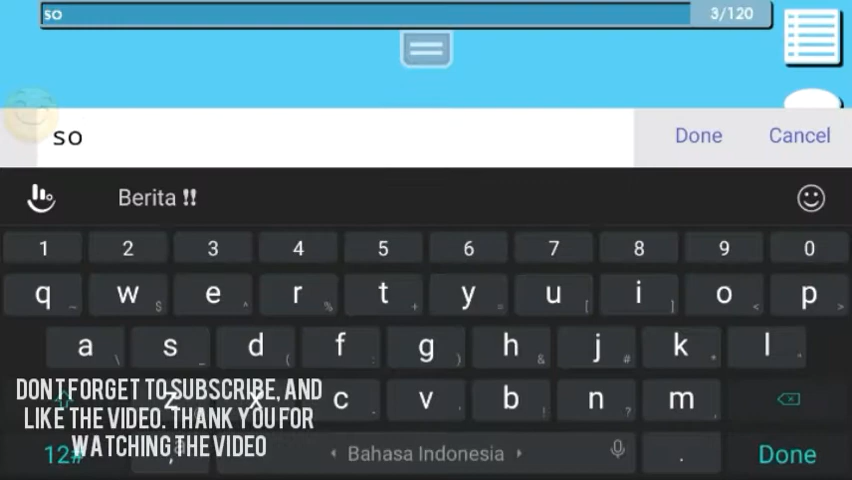 so
3/120
so
Done Cancel
Berita !!
1 2 3 4 5 6 7 8 9 0
q w e r t y u i o p
a s d f g h j k l
z x c v b n m
12# , Bahasa Indonesia . Done
DONT FORGET TO SUBSCRIBE, AND
LIKE THE VIDEO. THANK YOU FOR
WATCHING THE VIDEO